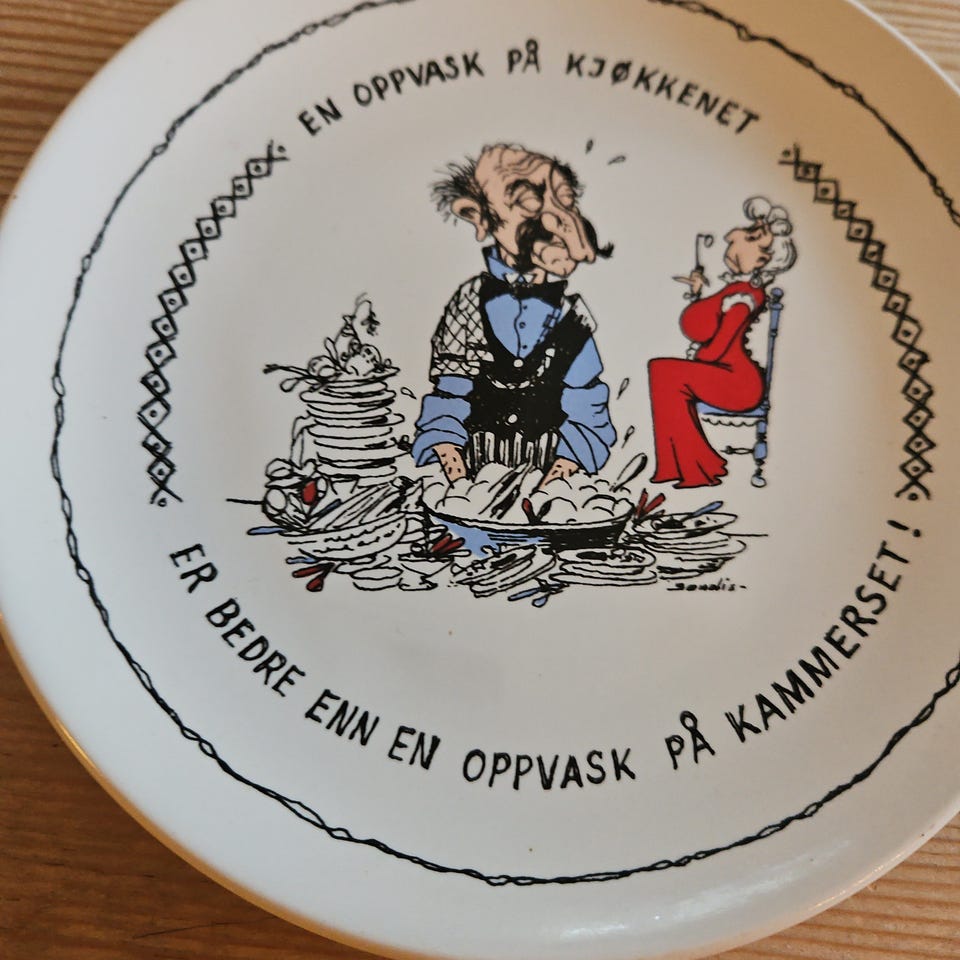 EN OPPVASK PÅ KJØKKENET
ER BEDRE ENN EN OPPVASK PÅ KAMMERSET!